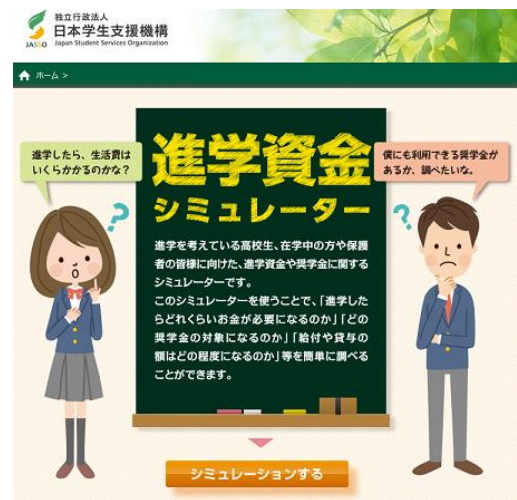 独立行政法人
日本学生支援機構
JASSO Japan Student Services Organization
ホーム >
進学したら、生活費は
いくらかかるのかな？
僕にも利用できる奨学金が
あるか、調べたいな。
進学資金
シミュレーター
進学を考えている高校生、在学中の方や保護
者の皆様に向けた、進学資金や奨学金に関する
シミュレーターです。
このシミュレーターを使うことで、「進学した
らどれくらいお金が必要になるのか」「どの
奨学金の対象になるのか」「給付や貸与の
額はどの程度になるのか」等を簡単に調べる
ことができます。
シミュレーションする